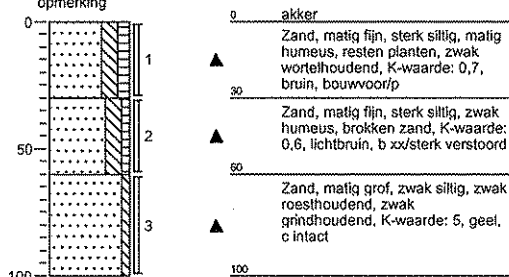 opmerking
0
1
50
2
3
100
0 akker
Zand, matig fijn, sterk siltig, matig
humeus, resten planten, zwak
wortelhoudend, K-waarde: 0,7,
bruin, bouwvoor/p
30
Zand, matig fijn, sterk siltig, zwak
humeus, brokken zand, K-waarde:
0,6, lichtbruin, b xx/sterk verstoord
60
Zand, matig grof, zwak siltig, zwak
roesthoudend, zwak
grindhoudend, K-waarde: 5, geel,
c intact
100